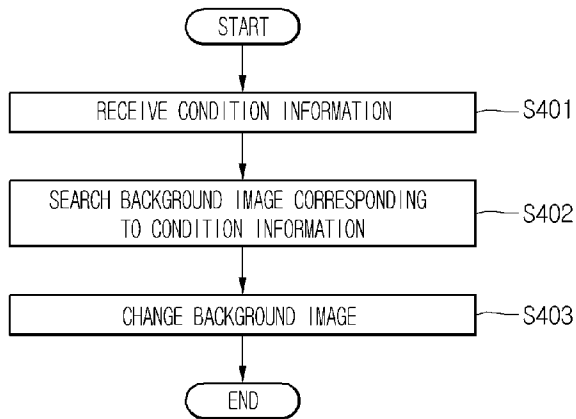 START
RECEIVE CONDITION INFORMATION
S401
SEARCH BACKGROUND IMAGE CORRESPONDING
TO CONDITION INFORMATION
S402
CHANGE BACKGROUND IMAGE
S403
END